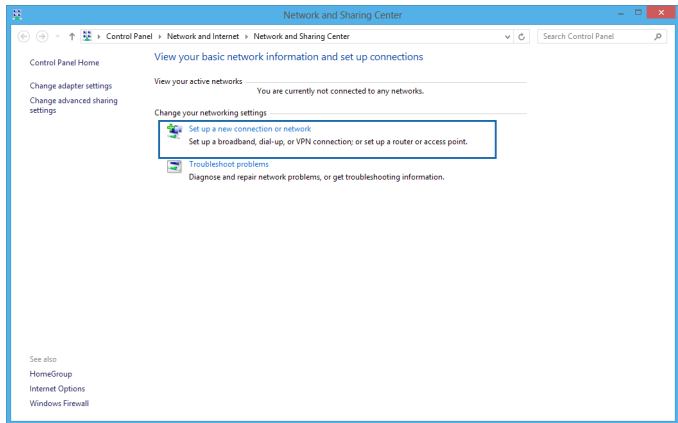 Network and Sharing Center
Control Panel Network and Internet Network and Sharing Center
Search Control Panel
Control Panel Home
Change adapter settings
Change advanced sharing
settings
View your basic network information and set up connections
View your active networks
You are currently not connected to any networks.
Change your networking settings
Set up a new connection or network
Set up a broadband, dial-up, or VPN connection; or set up a router or access point.
Troubleshoot problems
Diagnose and repair network problems, or get troubleshooting information.
See also
HomeGroup
Internet Options
Windows Firewall